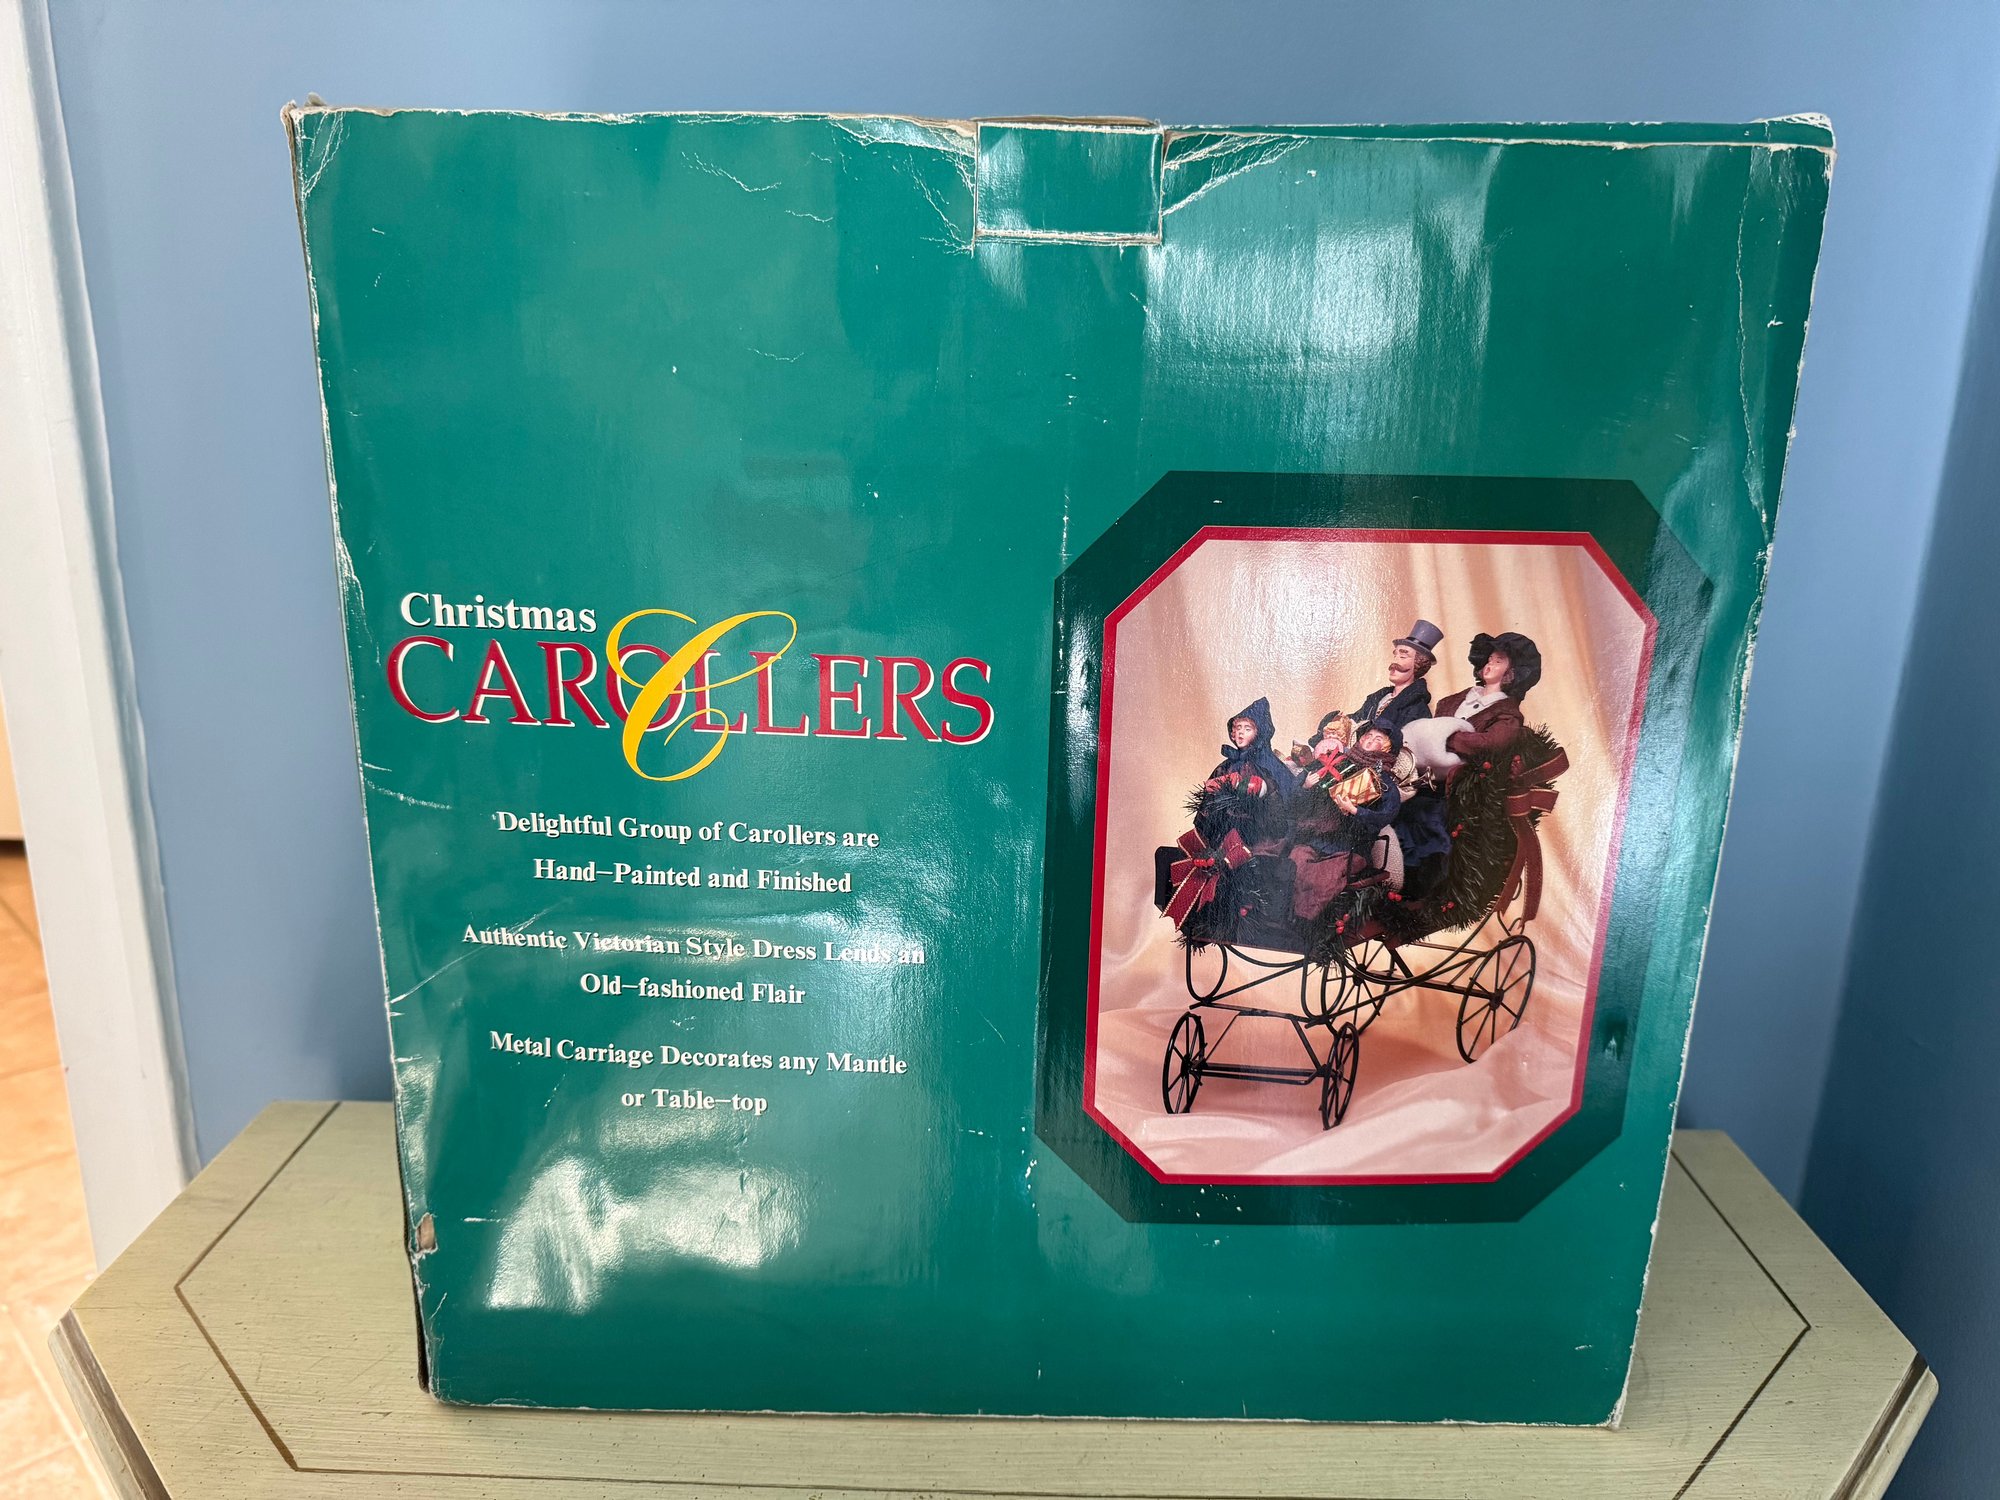 Christmas
CAROLLERS
C
Delightful Group of Carollers are
Hand-Painted and Finished
Authentic Victorian Style Dress Lends an
Old-fashioned Flair
Metal Carriage Decorates any Mantle
or Table-top